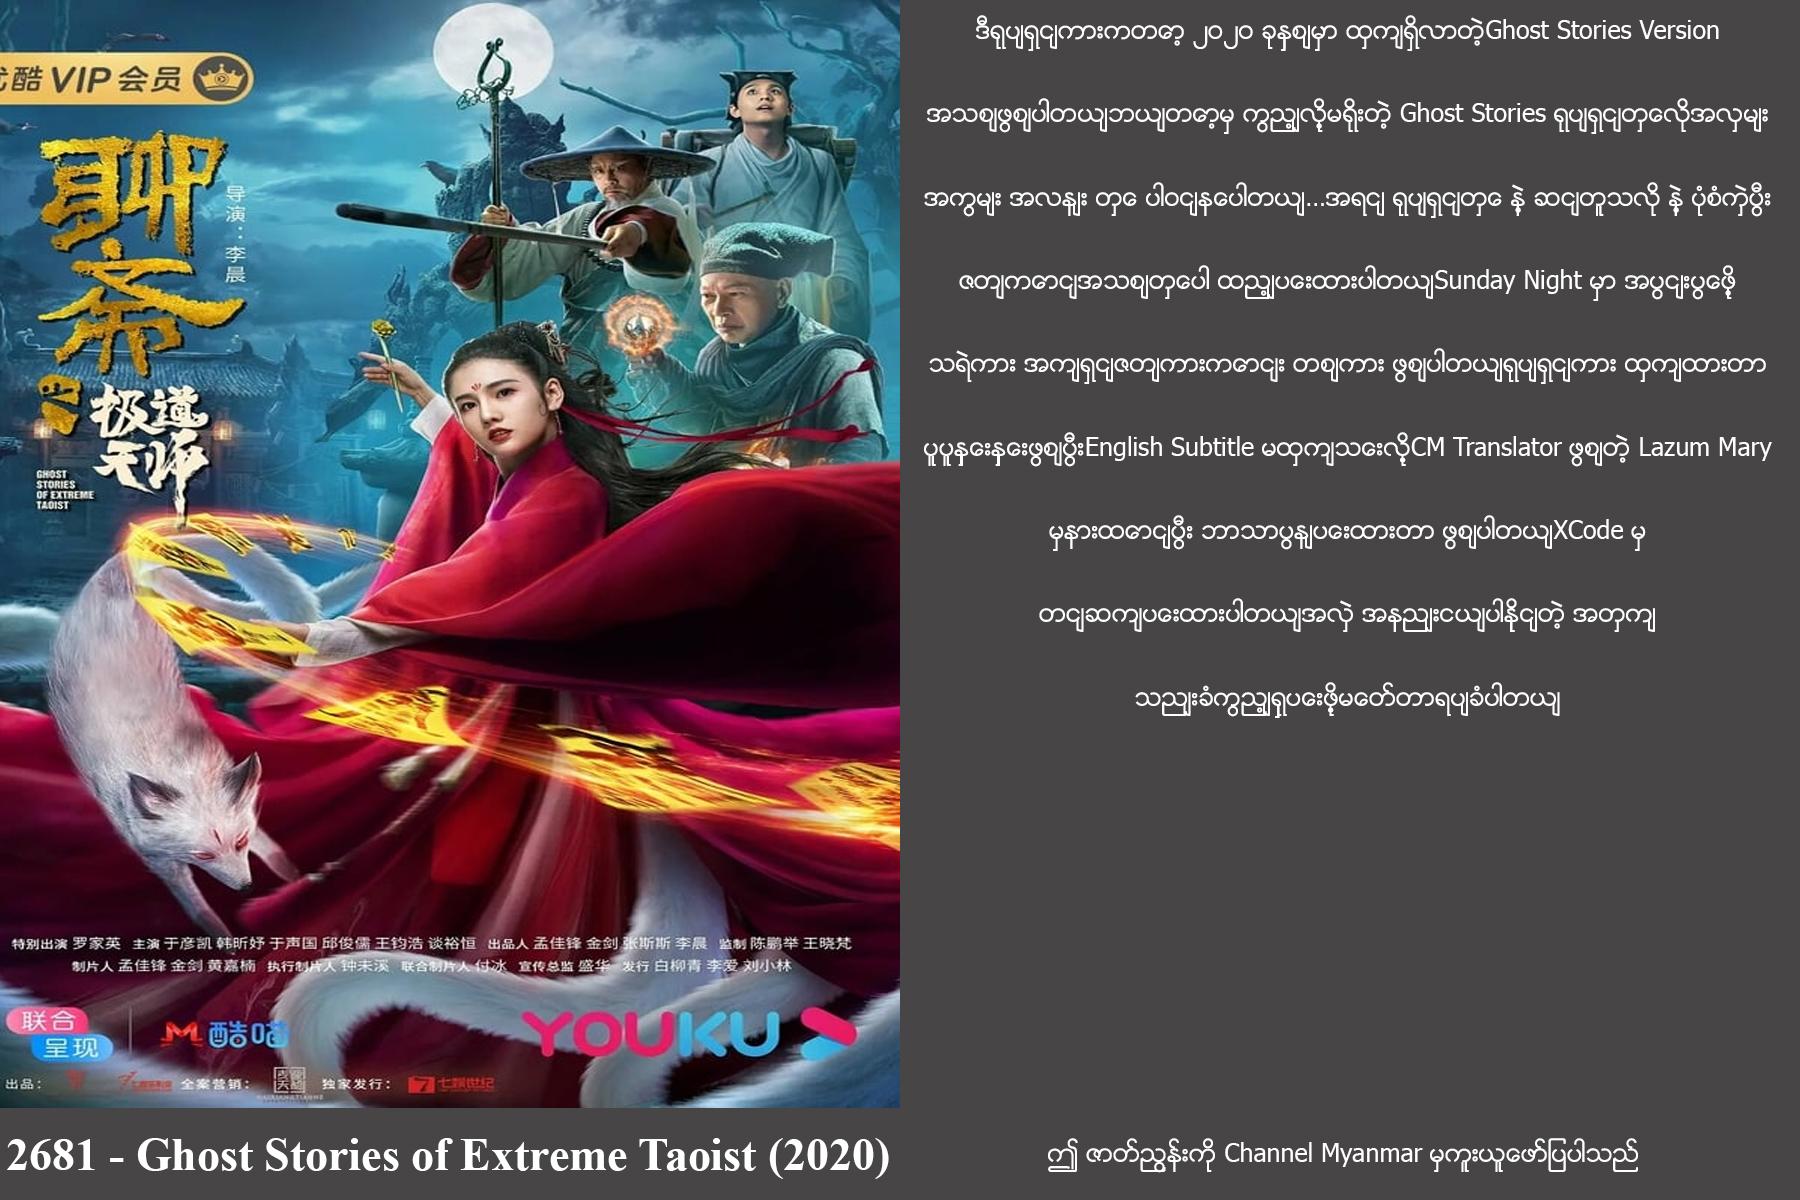 优酷 VIP 会员
聊斋
之
极道
天师
导演：李晨
GHOST
STORIES
OF EXTREME
TAOIST
特别出演 罗家英 主演 于彦凯 韩昕妤 于声国 邱俊儒 王钧浩 谈裕恒 出品人 孟佳锋 金剑 张斯斯 李晨 监制 陈鹏举 王晓梵
制片人 孟佳锋 金剑 黄嘉楠 执行制片人 钟未溪 联合制片人 付冰 宣传总监 盛华 发行 白柳青 李爱 刘小林
联合
呈现
酷喵
YOUKU
出品：
全案营销：
独家发行：
七娱世纪
2681 - Ghost Stories of Extreme Taoist (2020)
ဒီရုပျရှငျကားကတော့ ၂၀၂၀ ခုနှဈမှာ ထှကျရှိလာတဲ့Ghost Stories Version
အသဈဖွဈပါတယျဘယျတော့မှ ကွညျ့လို့မရိုးတဲ့ Ghost Stories ရုပျရှငျတှလေိုအလှမျး
အကွမျး အလနျး တှေ ပါဝငျနပေါတယျ...အရငျ ရုပျရှငျတှေ နဲ့ ဆငျတူသလို နဲ့ ပုံစံကှဲပွီး
ဇတျကောငျအသဈတှပေါ ထညျ့ပေးထားပါတယျSunday Night မှာ အပွငျးပွဖေို့
သရဲကား အကျရှငျဇတျကားကောငျး တဈကား ဖွဈပါတယျရုပျရှငျကား ထှကျထားတာ
ပူပူနှေးနှေးဖွဈပွီးEnglish Subtitle မထှကျသေးလို့CM Translator ဖွဈတဲ့ Lazum Mary
မှနားထောငျပွီး ဘာသာပွနျပေးထားတာ ဖွဈပါတယျXCode မှ
တငျဆကျပေးထားပါတယျအလှဲ အနညျးငယျပါနိုငျတဲ့ အတှကျ
သညျးခံကွညျ့ရှုပေးဖို့မတေ်တာရပျခံပါတယျ
ဤ ဇာတ်ညွှန်းကို Channel Myanmar မှကူးယူဖော်ပြပါသည်